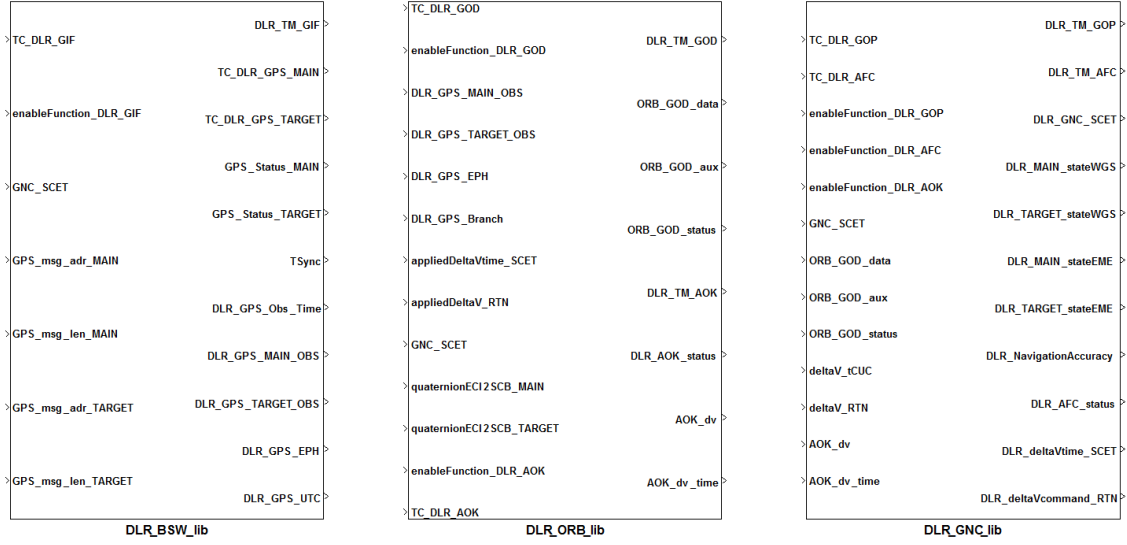 TC_DLR_GIF
enableFunction_DLR_GIF
GNC_SCET
GPS_msg_adr_MAIN
GPS_msg_len_MAIN
GPS_msg_adr_TARGET
GPS_msg_len_TARGET
DLR_TM_GIF
TC_DLR_GPS_MAIN
TC_DLR_GPS_TARGET
GPS_Status_MAIN
GPS_Status_TARGET
TSync
DLR_GPS_Obs_Time
DLR_GPS_MAIN_OBS
DLR_GPS_TARGET_OBS
DLR_GPS_EPH
DLR_GPS_UTC
DLR_BSW_lib
TC_DLR_GOD
enableFunction_DLR_GOD
DLR_GPS_MAIN_OBS
DLR_GPS_TARGET_OBS
DLR_GPS_EPH
DLR_GPS_Branch
appliedDeltaVtime_SCET
appliedDeltaV_RTN
GNC_SCET
quaternionECI2SCB_MAIN
quaternionECI2SCB_TARGET
enableFunction_DLR_AOK
TC_DLR_AOK
DLR_TM_GOD
ORB_GOD_data
ORB_GOD_aux
ORB_GOD_status
DLR_TM_AOK
DLR_AOK_status
AOK_dv
AOK_dv_time
DLR_ORB_lib
TC_DLR_GOP
TC_DLR_AFC
enableFunction_DLR_GOP
enableFunction_DLR_AFC
enableFunction_DLR_AOK
GNC_SCET
ORB_GOD_data
ORB_GOD_aux
ORB_GOD_status
deltaV_tCUC
deltaV_RTN
AOK_dv
AOK_dv_time
DLR_TM_GOP
DLR_TM_AFC
DLR_GNC_SCET
DLR_MAIN_stateWGS
DLR_TARGET_stateWGS
DLR_MAIN_stateEME
DLR_TARGET_stateEME
DLR_NavigationAccuracy
DLR_AFC_status
DLR_deltaVtime_SCET
DLR_deltaVcommand_RTN
DLR_GNC_lib